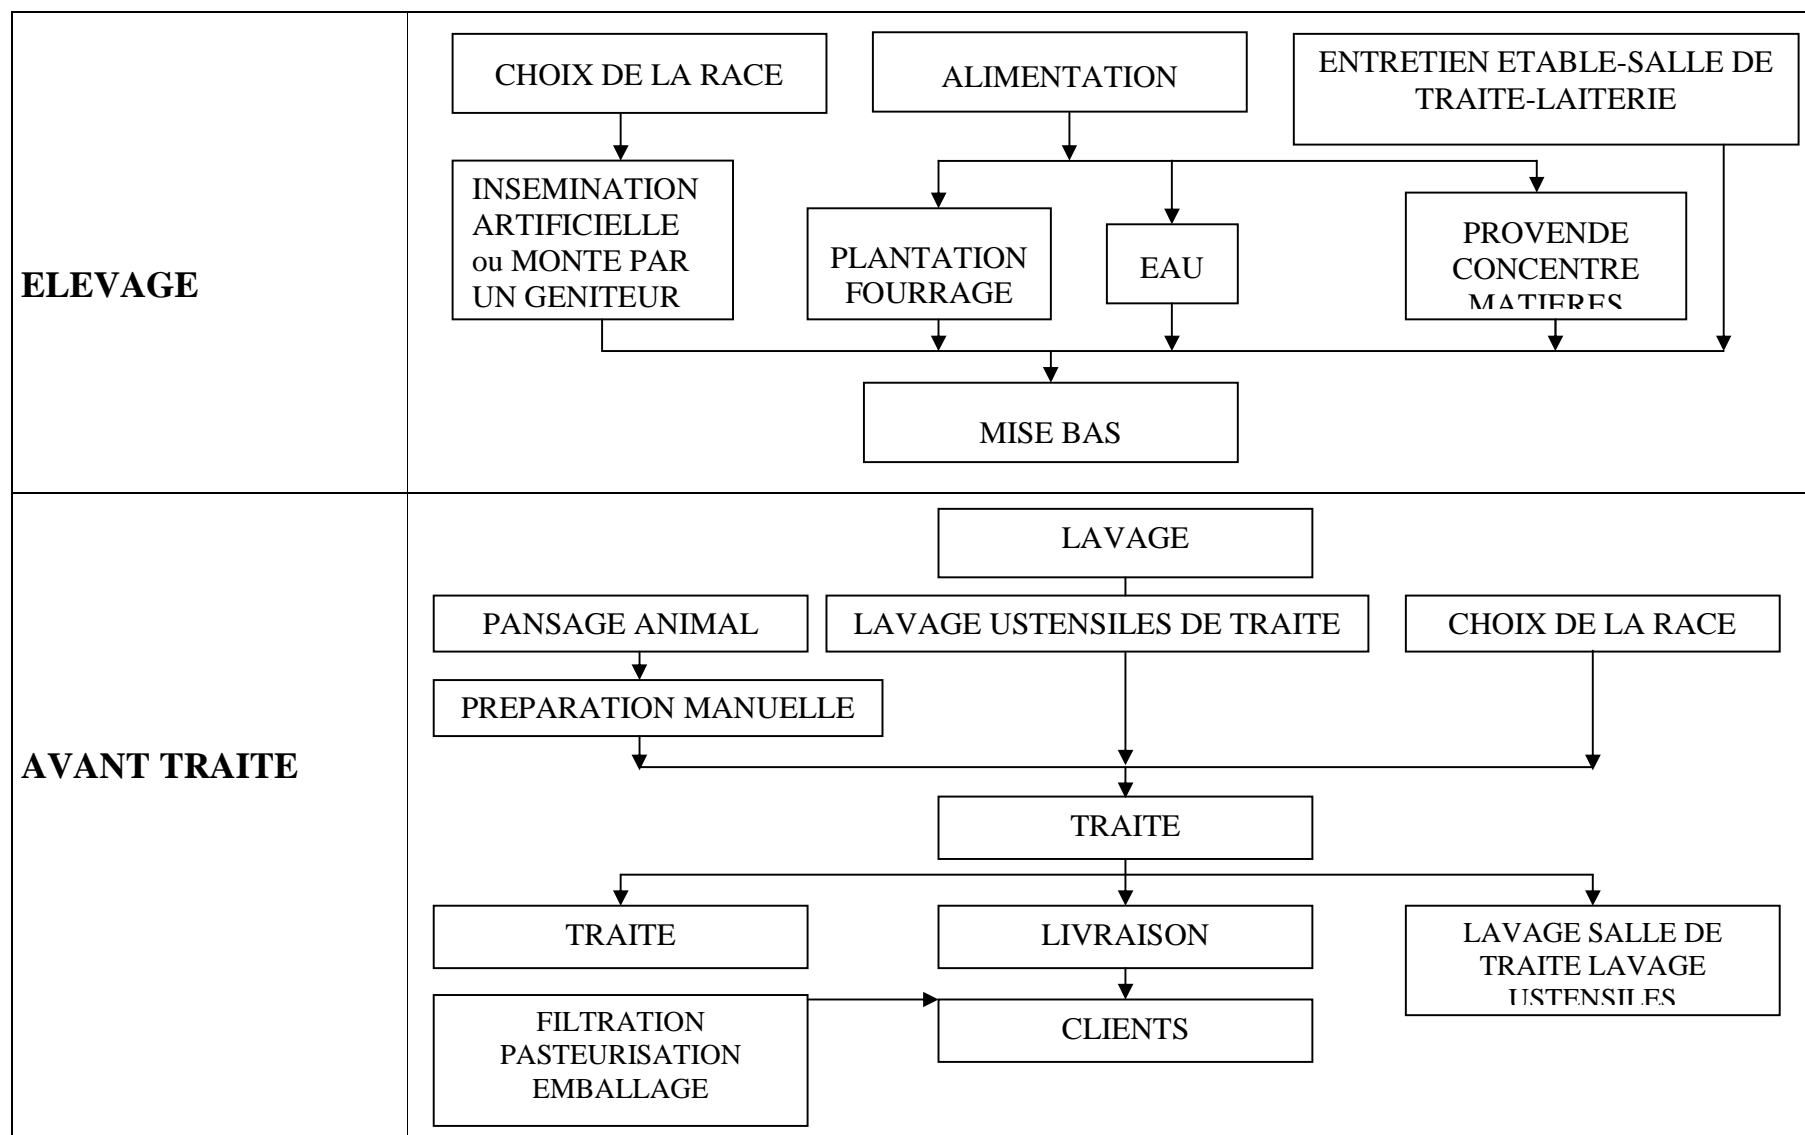 ELEVAGE
CHOIX DE LA RACE
ALIMENTATION
ENTRETIEN ETABLE-SALLE DE
TRAITE-LAITERIE
INSEMINATION
ARTIFICIELLE
ou MONTE PAR
UN GENITEUR
PLANTATION
FOURRAGE
EAU
PROVENDE
CONCENTRE
MATIERES
MISE BAS
AVANT TRAITE
LAVAGE
PANSAGE ANIMAL
LAVAGE USTENSILES DE TRAITE
CHOIX DE LA RACE
PREPARATION MANUELLE
TRAITE
TRAITE
LIVRAISON
LAVAGE SALLE DE
TRAITE LAVAGE
USTENSILES
FILTRATION
PASTEURISATION
EMBALLAGE
CLIENTS